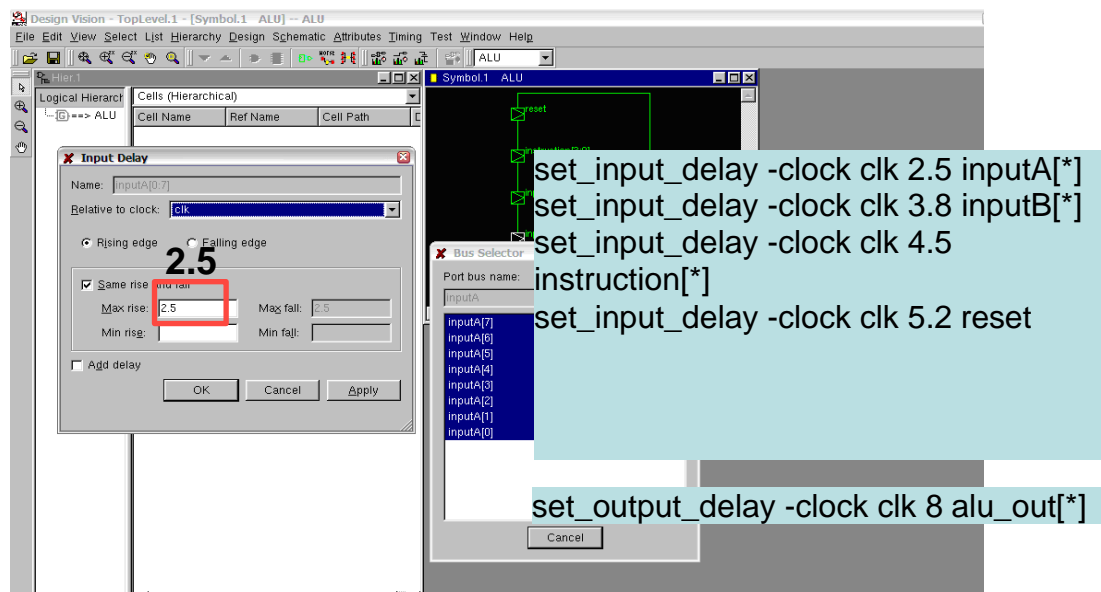 Design Vision - TopLevel.1 - [Symbol.1 ALU] -- ALU
File Edit View Select List Hierarchy Design Schematic Attributes Timing Test Window Help
ALU
Hier.1
Logical Hierarch
==> ALU
Cells (Hierarchical)
Cell Name Ref Name Cell Path
Symbol.1 ALU
reset
Input Delay
Name: inputA[0:7]
Relative to clock: clk
Rising edge Falling edge
2.5
Same rise and fall
Max rise: 2.5 Max fall: 2.5
Min rise: Min fall:
Add delay
OK Cancel Apply
Bus Selector
Port bus name:
inputA
inputA[7]
inputA[6]
inputA[5]
inputA[4]
inputA[3]
inputA[2]
inputA[1]
inputA[0]
Cancel
set_input_delay -clock clk 2.5 inputA[*]
set_input_delay -clock clk 3.8 inputB[*]
set_input_delay -clock clk 4.5
instruction[*]
set_input_delay -clock clk 5.2 reset
set_output_delay -clock clk 8 alu_out[*]